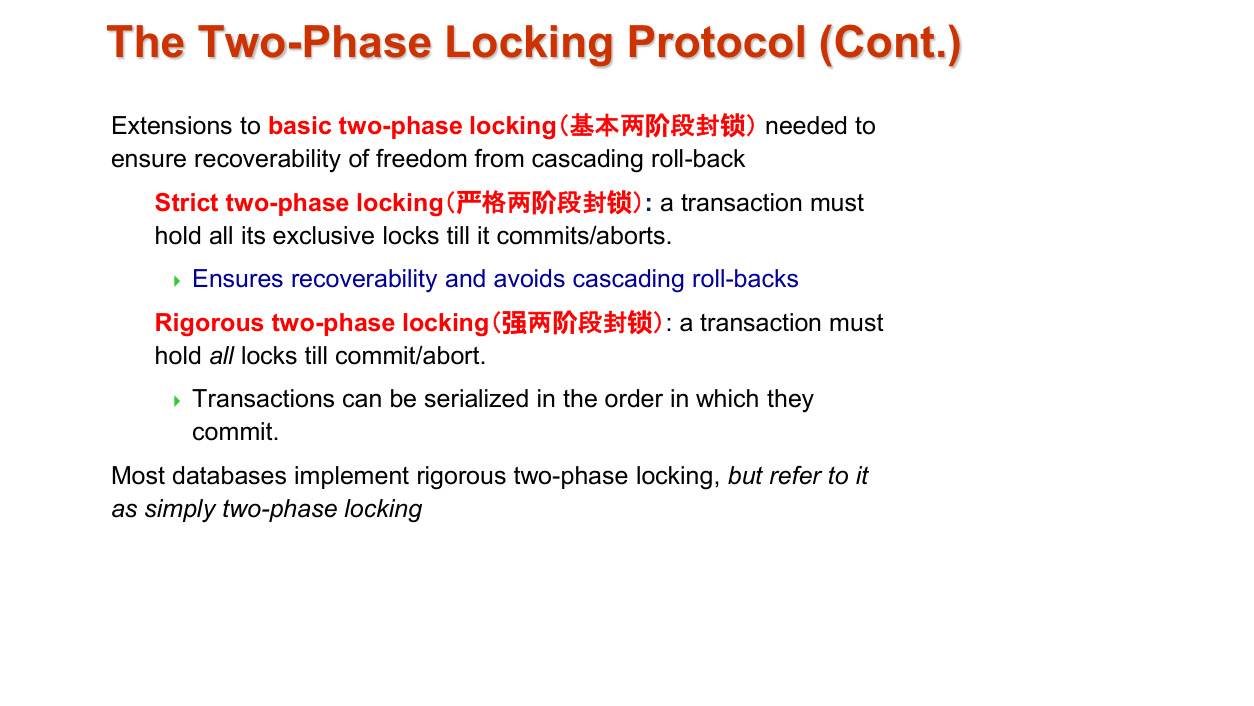 The Two-Phase Locking Protocol (Cont.)
Extensions to basic two-phase locking（基本两阶段封锁） needed to
ensure recoverability of freedom from cascading roll-back
Strict two-phase locking（严格两阶段封锁）: a transaction must
hold all its exclusive locks till it commits/aborts.
Ensures recoverability and avoids cascading roll-backs
Rigorous two-phase locking（强两阶段封锁）: a transaction must
hold all locks till commit/abort.
Transactions can be serialized in the order in which they
commit.
Most databases implement rigorous two-phase locking, but refer to it
as simply two-phase locking